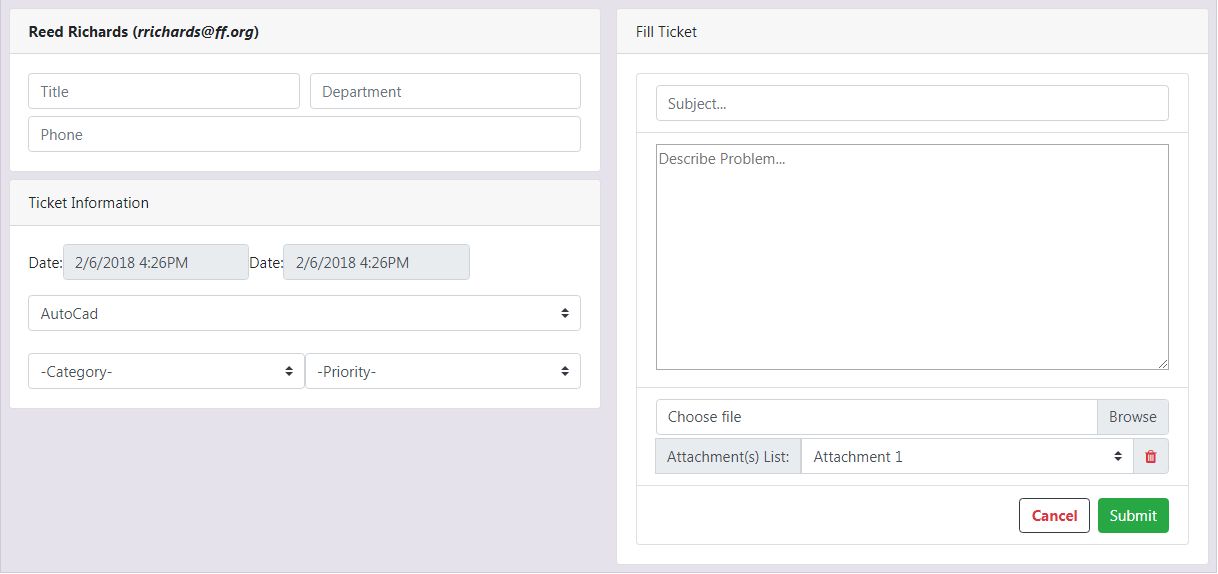 Reed Richards (rrichards@ff.org)
Title
Department
Phone
Ticket Information
Date: 2/6/2018 4:26PM Date: 2/6/2018 4:26PM
AutoCad
-Category-
-Priority-
Fill Ticket
Subject...
Describe Problem...
Choose file
Browse
Attachment(s) List:
Attachment 1
Cancel
Submit